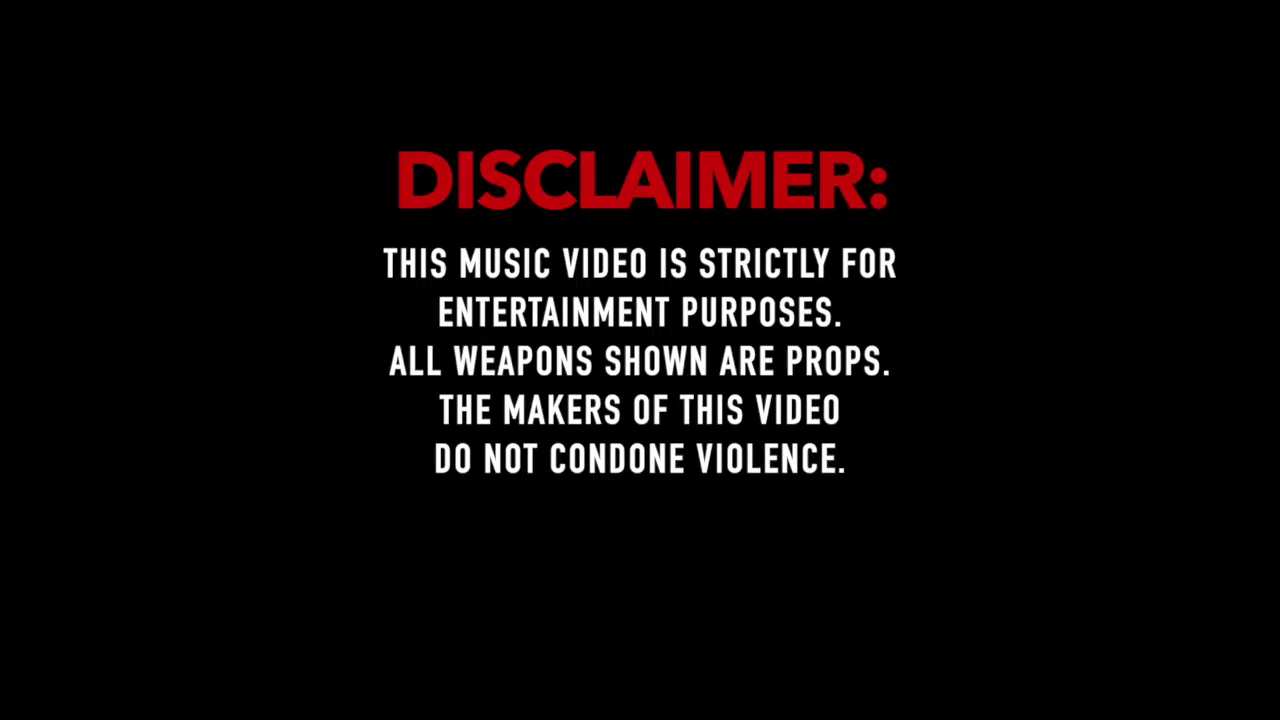 DISCLAIMER:
THIS MUSIC VIDEO IS STRICTLY FOR
ENTERTAINMENT PURPOSES.
ALL WEAPONS SHOWN ARE PROPS.
THE MAKERS OF THIS VIDEO
DO NOT CONDONE VIOLENCE.